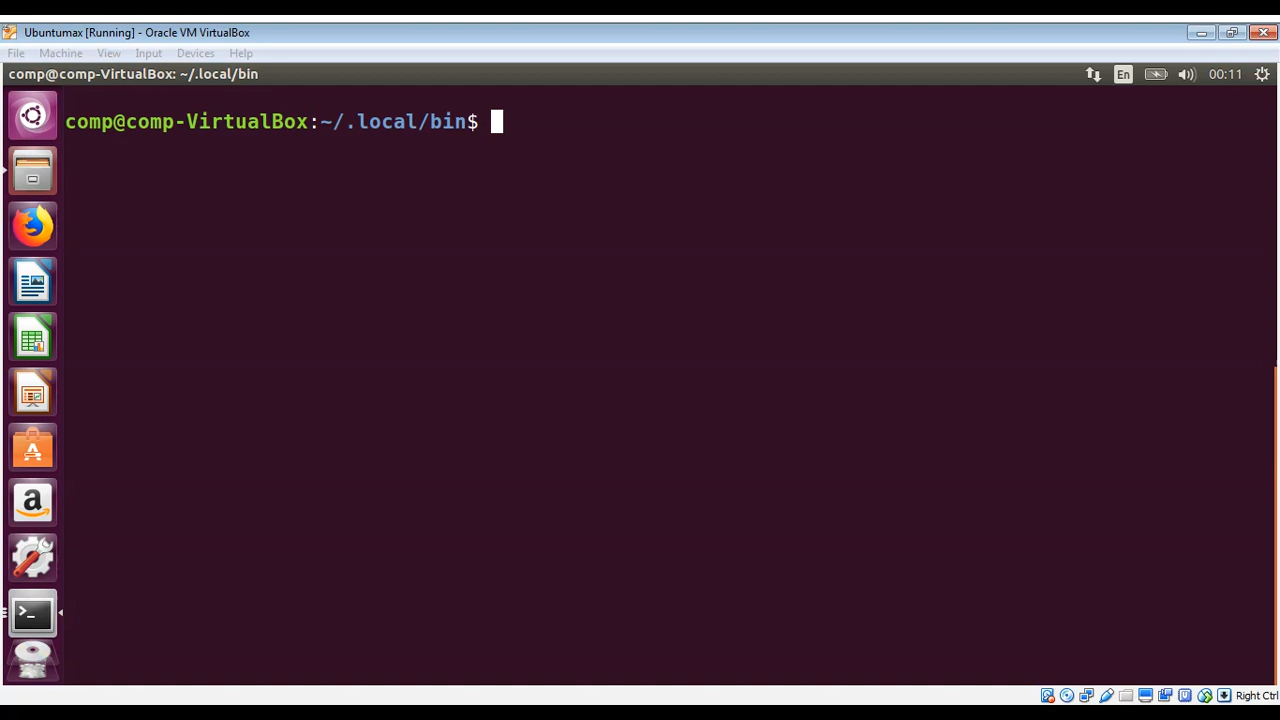 Ubuntumax [Running] - Oracle VM VirtualBox
File Machine View Input Devices Help
comp@comp-VirtualBox: ~/.local/bin En 00:11
comp@comp-VirtualBox:~/.local/bin$
a
>_
Right Ctrl